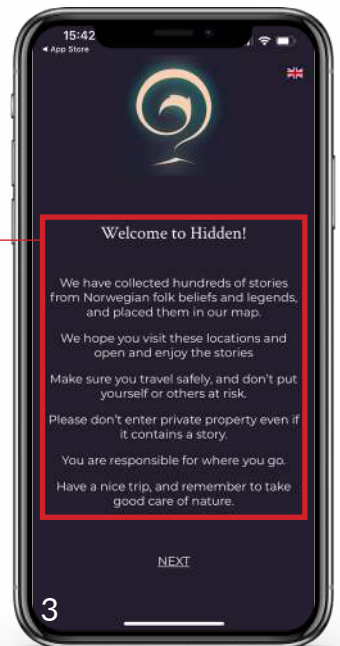 15:42
◀ App Store
Welcome to Hidden!
We have collected hundreds of stories
from Norwegian folk beliefs and legends,
and placed them in our map.
We hope you visit these locations and
open and enjoy the stories
Make sure you travel safely, and don't put
yourself or others at risk.
Please don't enter private property even if
it contains a story.
You are responsible for where you go.
Have a nice trip, and remember to take
good care of nature.
NEXT
3